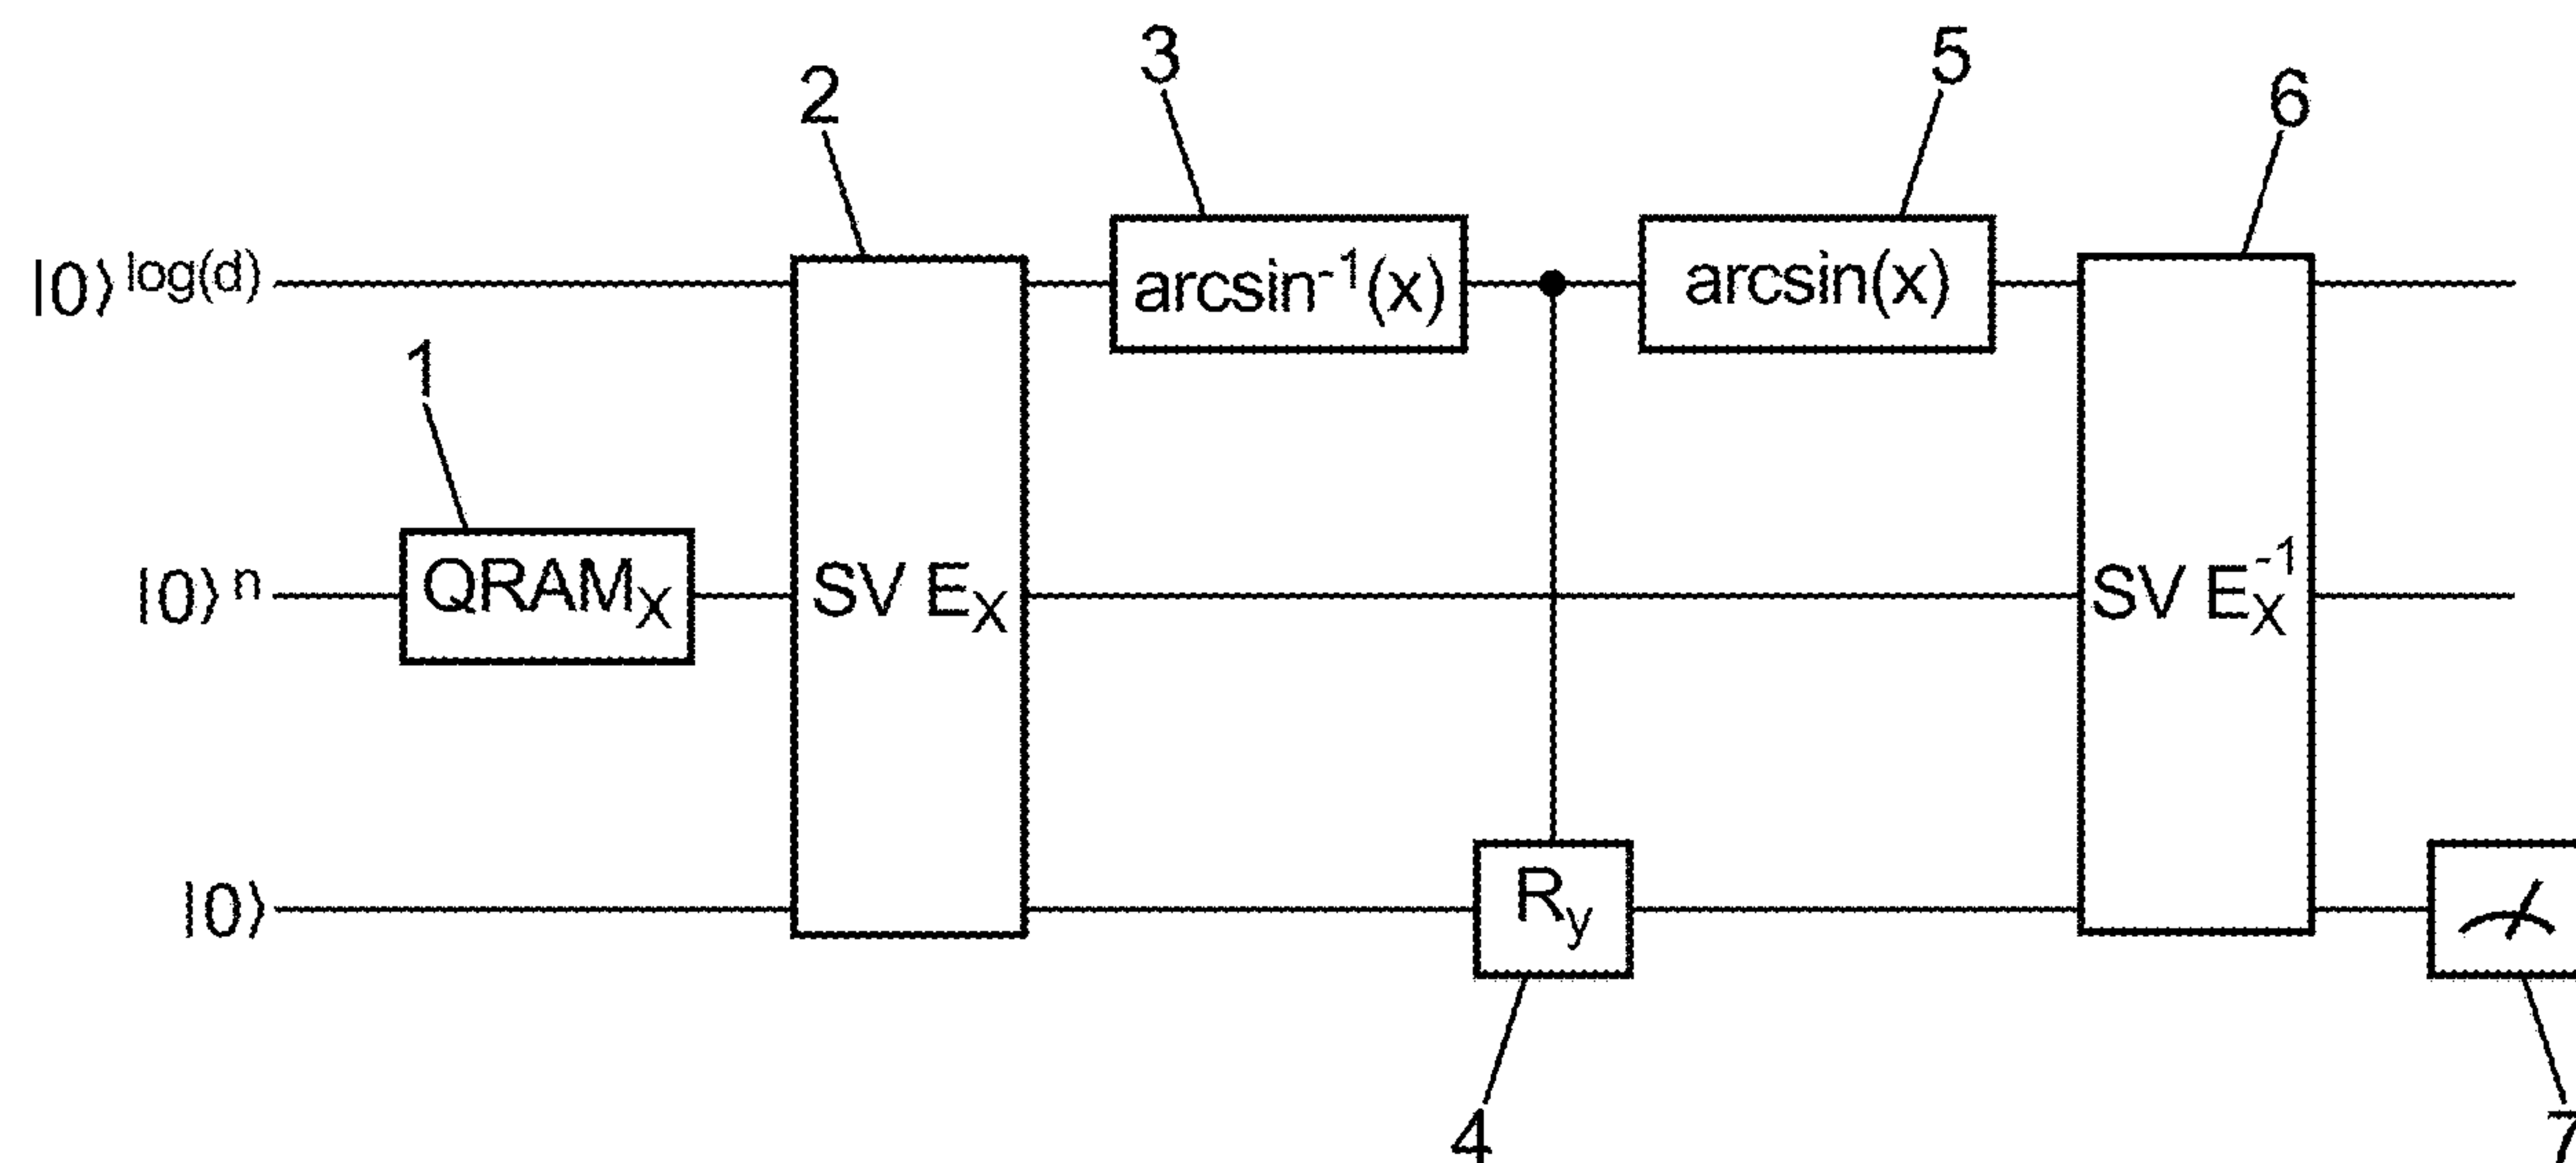 3
5
2
6
|0⟩ log(d)
arcsin⁻¹(x)
arcsin(x)
1
|0⟩ n
QRAMX
SV EX
SV EX⁻¹
|0⟩
Ry
4
7